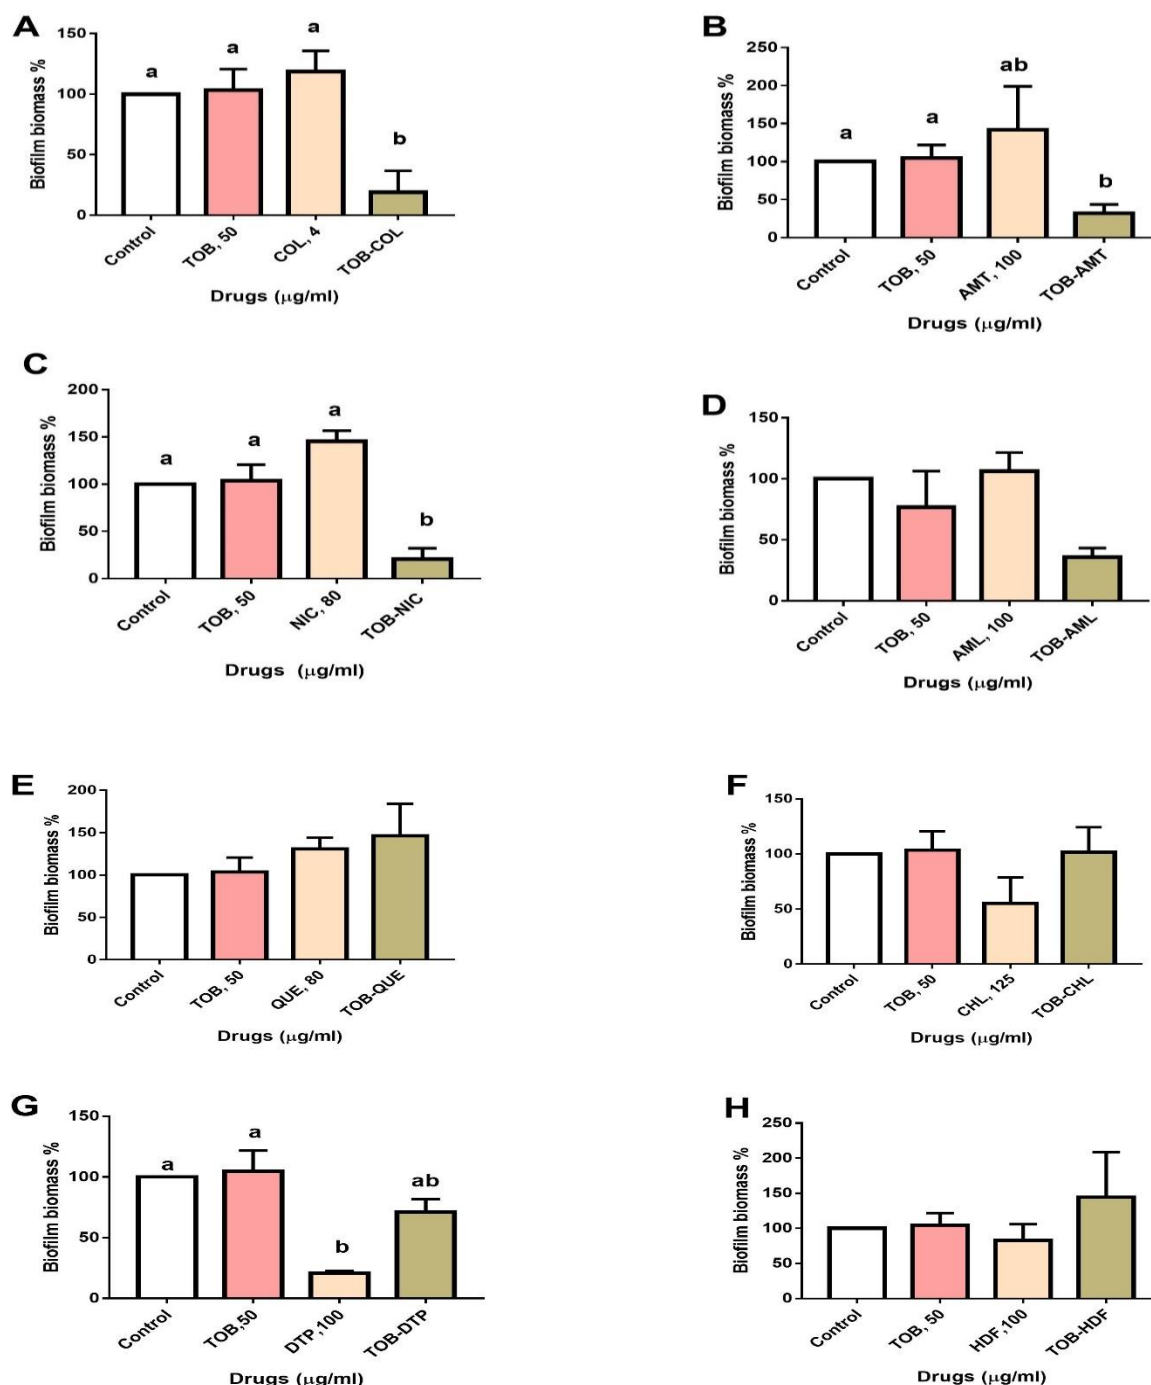 A
Biofilm biomass %
150
100
50
0
a
a
a
b
Control
TOB, 50
COL, 4
TOB-COL
Drugs (μg/ml)
B
Biofilm biomass %
250
200
150
100
50
0
a
a
ab
b
Control
TOB, 50
AMT, 100
TOB-AMT
Drugs (μg/ml)
C
Biofilm biomass %
200
150
100
50
0
a
a
a
b
Control
TOB, 50
NIC, 80
TOB-NIC
Drugs (μg/ml)
D
Biofilm biomass %
150
100
50
0
Control
TOB, 50
AML, 100
TOB-AML
Drugs (μg/ml)
E
Biofilm biomass %
200
150
100
50
0
Control
TOB, 50
QUE, 80
TOB-QUE
Drugs (μg/ml)
F
Biofilm biomass %
150
100
50
0
Control
TOB, 50
CHL, 125
TOB-CHL
Drugs (μg/ml)
G
Biofilm biomass %
150
100
50
0
a
a
b
ab
Control
TOB,50
DTP,100
TOB-DTP
Drugs (μg/ml)
H
Biofilm biomass %
250
200
150
100
50
0
Control
TOB, 50
HDF,100
TOB-HDF
Drugs (μg/ml)